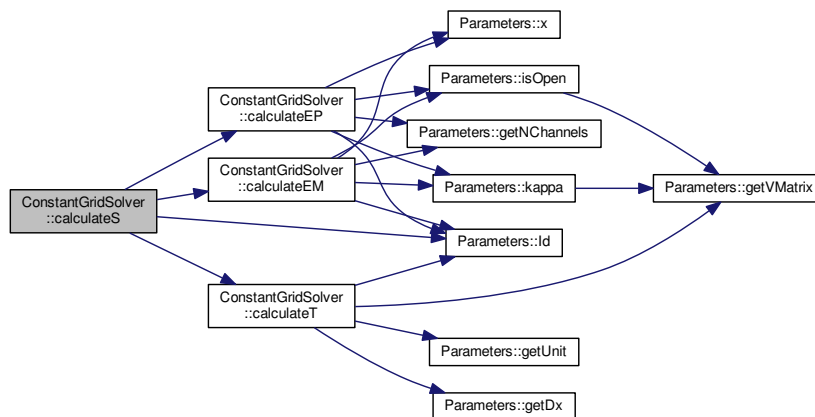 ConstantGridSolver
::calculateS
ConstantGridSolver
::calculateEP
ConstantGridSolver
::calculateEM
ConstantGridSolver
::calculateT
Parameters::x
Parameters::isOpen
Parameters::getNChannels
Parameters::kappa
Parameters::Id
Parameters::getUnit
Parameters::getDx
Parameters::getVMatrix